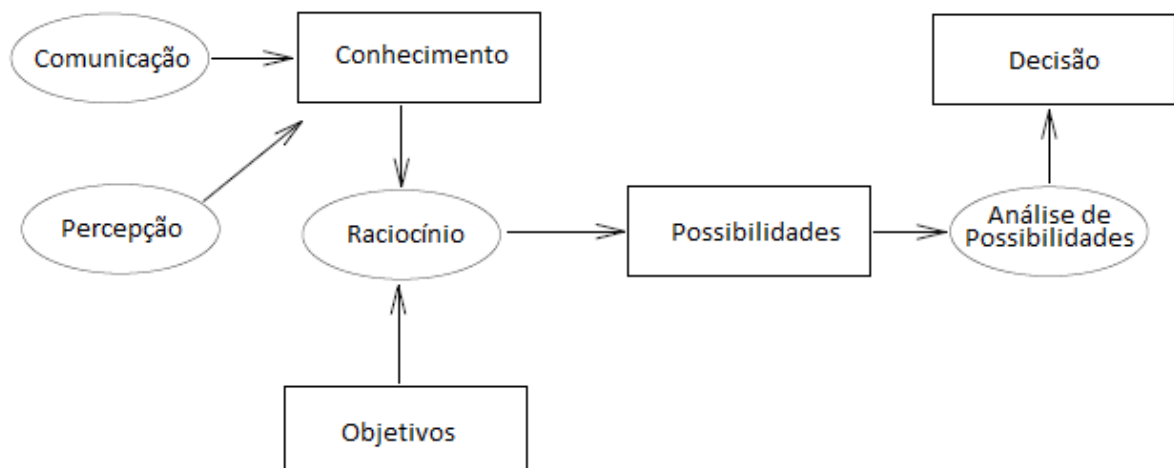 Comunicação
Conhecimento
Decisão
Percepção
Raciocínio
Possibilidades
Análise de
Possibilidades
Objetivos